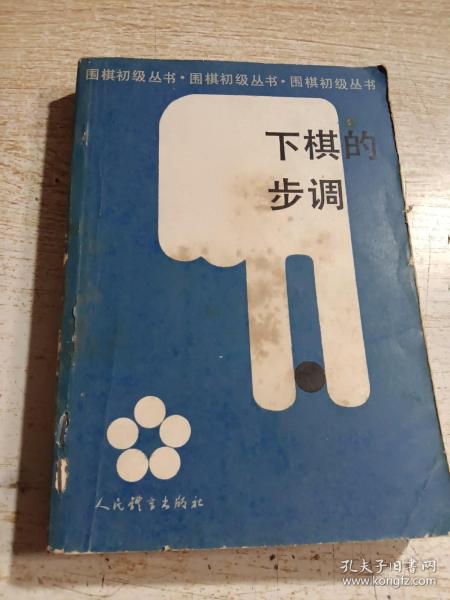 围棋初级丛书·围棋初级丛书·围棋初级丛书
下棋的
步调
人民体育出版社
孔夫子旧书网
www.kongfz.com